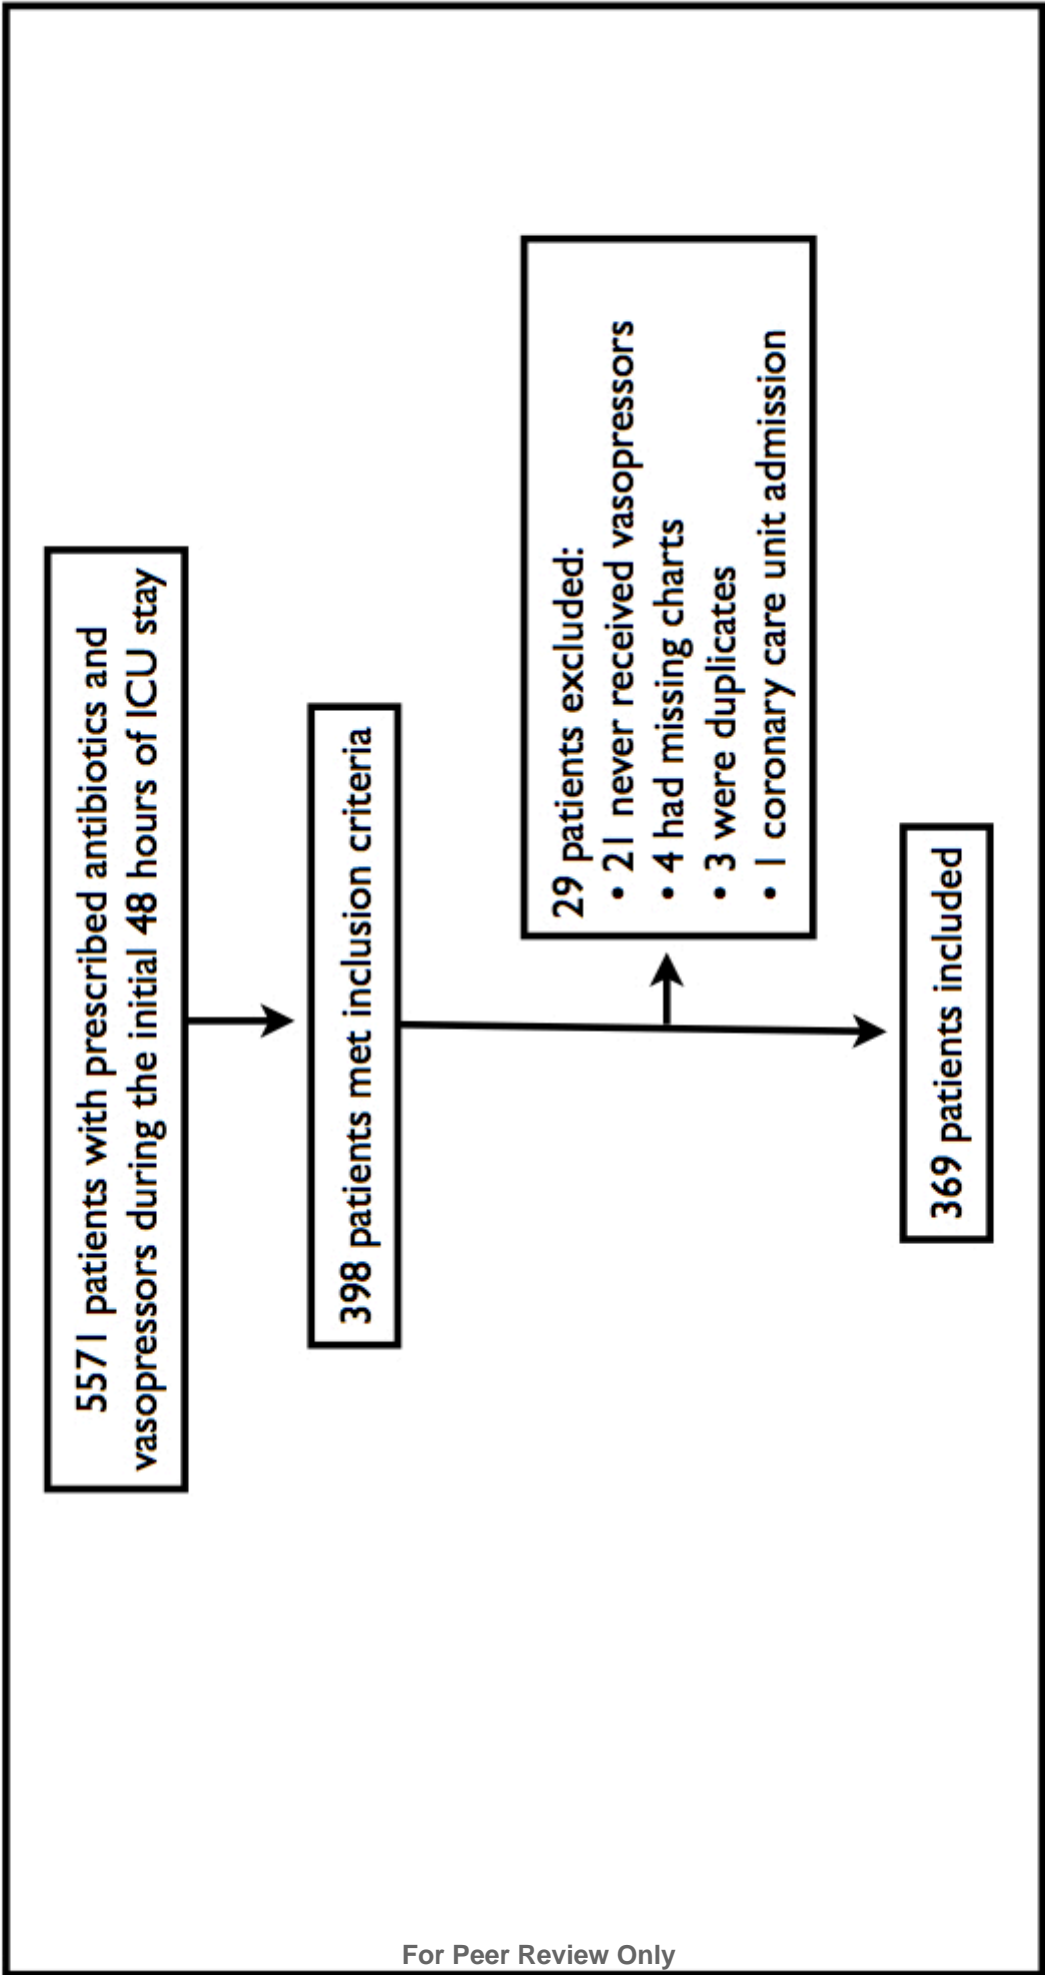 5571 patients with prescribed antibiotics and
vasopressors during the initial 48 hours of ICU stay
398 patients met inclusion criteria
29 patients excluded:
• 21 never received vasopressors
• 4 had missing charts
• 3 were duplicates
• 1 coronary care unit admission
369 patients included
For Peer Review Only